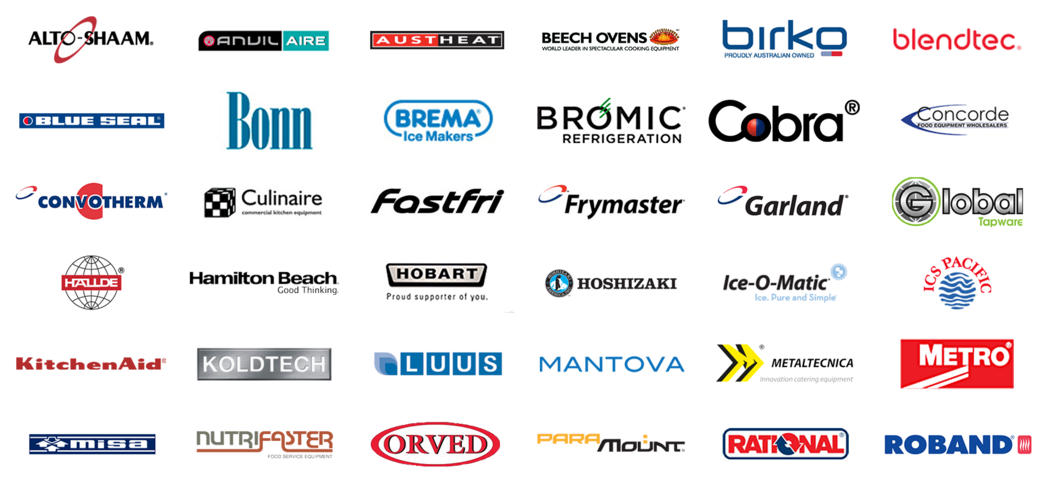 ALTO-SHAAM®
ANVIL AIRE
AUSTHEAT
BEECH OVENS
WORLD LEADER IN SPECTACULAR COOKING EQUIPMENT
birko
PROUDLY AUSTRALIAN OWNED
blendtec®
BLUE SEAL®
Bonn
BREMA®
Ice Makers
BROMIC®
REFRIGERATION
Cobra®
Concorde
FOOD EQUIPMENT WHOLESALERS
CONVOTHERM®
Culinaire
commercial kitchen equipment
Fastfri
Frymaster
Garland®
Global
Tapware
HÄLLDE®
Hamilton Beach
Good Thinking.
HOBART
Proud supporter of you.
HOSHIZAKI
Ice-O-Matic
Ice. Pure and Simple
ICS PACIFIC
KitchenAid®
KOLDTECH
LUUS
MANTOVA
METALTECNICA®
Innovation catering equipment
METRO®
misa
NUTRIFASTER
FOOD SERVICE EQUIPMENT
ORVED
PARAMOUNT
RATIONAL®
ROBAND®